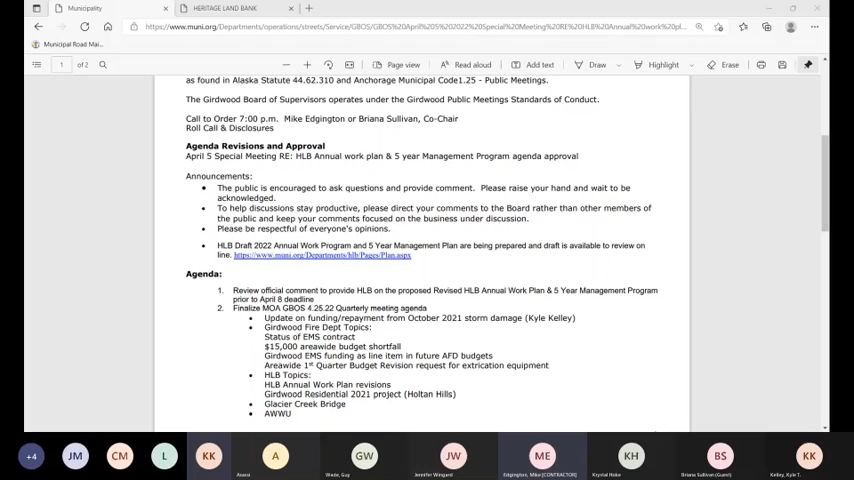 Municipality
HERITAGE LAND BANK
https://www.muni.org/Departments/operations/streets/Service/GBOS/GBOS%20April%205%202022%20Special%20Meeting%20RE%20HLB%20Annual%20work%20pl...
Municipal Road Mai...
1 of 2
Page view
Read aloud
Add text
Draw
Highlight
Erase
as found in Alaska Statute 44.62.310 and Anchorage Municipal Code1.25 - Public Meetings.
The Girdwood Board of Supervisors operates under the Girdwood Public Meetings Standards of Conduct.
Call to Order 7:00 p.m. Mike Edgington or Briana Sullivan, Co-Chair
Roll Call & Disclosures
Agenda Revisions and Approval
April 5 Special Meeting RE: HLB Annual work plan & 5 year Management Program agenda approval
Announcements:
• The public is encouraged to ask questions and provide comment. Please raise your hand and wait to be
acknowledged.
• To help discussions stay productive, please direct your comments to the Board rather than other members of
the public and keep your comments focused on the business under discussion.
• Please be respectful of everyone's opinions.
• HLB Draft 2022 Annual Work Program and 5 Year Management Plan are being prepared and draft is available to review on
line. https://www.muni.org/Departments/hlb/Pages/Plan.aspx
Agenda:
1. Review official comment to provide HLB on the proposed Revised HLB Annual Work Plan & 5 Year Management Program
prior to April 8 deadline
2. Finalize MOA GBOS 4.25.22 Quarterly meeting agenda
• Update on funding/repayment from October 2021 storm damage (Kyle Kelley)
• Girdwood Fire Dept Topics:
Status of EMS contract
$15,000 areawide budget shortfall
Girdwood EMS funding as line item in future AFD budgets
Areawide 1st Quarter Budget Revision request for extrication equipment
• HLB Topics:
HLB Annual Work Plan revisions
Girdwood Residential 2021 project (Holtan Hills)
• Glacier Creek Bridge
• AWWU
+4 JM CM L KK A GW JW ME KH BS KK
Wade, Guy
Jennifer Wingard
Edgington, Mike [CONTRACTOR]
Krystal Hoke
Briana Sullivan (Guest)
Kelley, Kyle T.